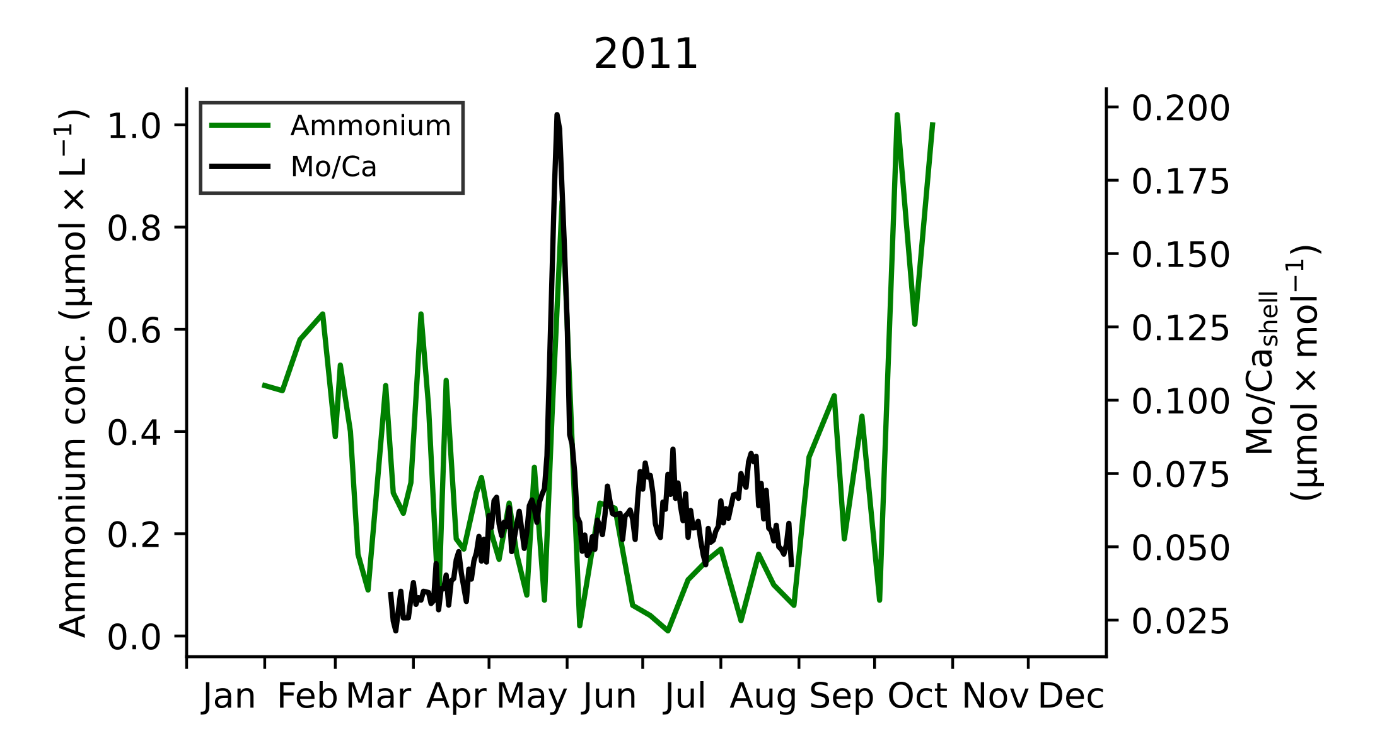 2011
Ammonium
Mo/Ca
Ammonium conc. (μmol × L⁻¹)
1.0
0.8
0.6
0.4
0.2
0.0
0.200
0.175
0.150
0.125
0.100
0.075
0.050
0.025
Mo/Ca_shell
(μmol × mol⁻¹)
Jan Feb Mar Apr May Jun Jul Aug Sep Oct Nov Dec